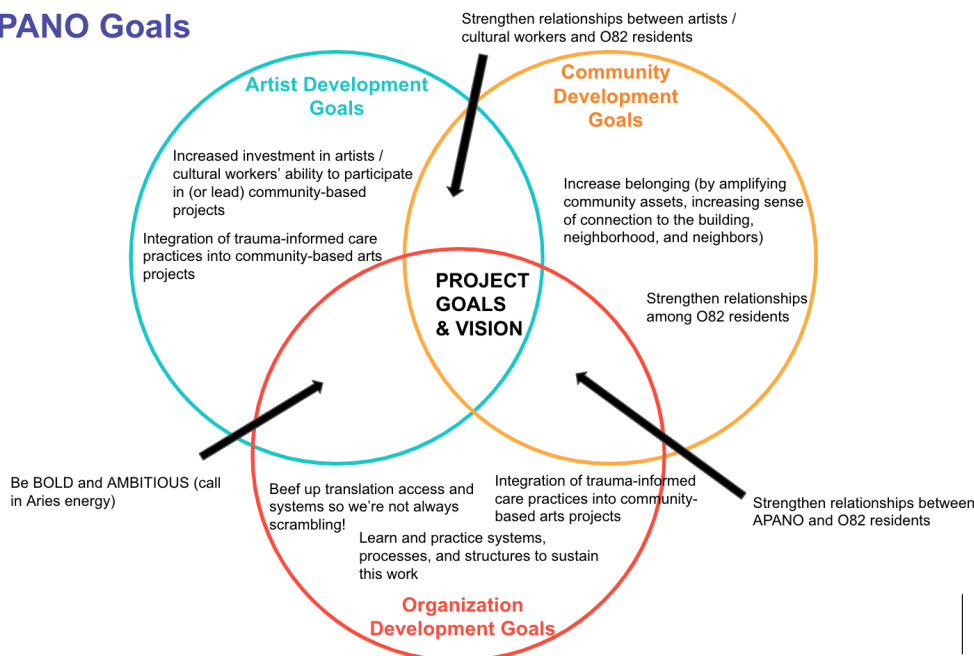 PANO Goals
Strengthen relationships between artists /
cultural workers and O82 residents
Artist Development
Goals
Community
Development
Goals
Increased investment in artists /
cultural workers’ ability to participate
in (or lead) community-based
projects
Integration of trauma-informed care
practices into community-based arts
projects
Increase belonging (by amplifying
community assets, increasing sense
of connection to the building,
neighborhood, and neighbors)
Strengthen relationships
among O82 residents
PROJECT
GOALS
& VISION
Be BOLD and AMBITIOUS (call
in Aries energy)
Beef up translation access and
systems so we’re not always
scrambling!
Integration of trauma-informed
care practices into community-
based arts projects
Strengthen relationships between
APANO and O82 residents
Learn and practice systems,
processes, and structures to sustain
this work
Organization
Development Goals